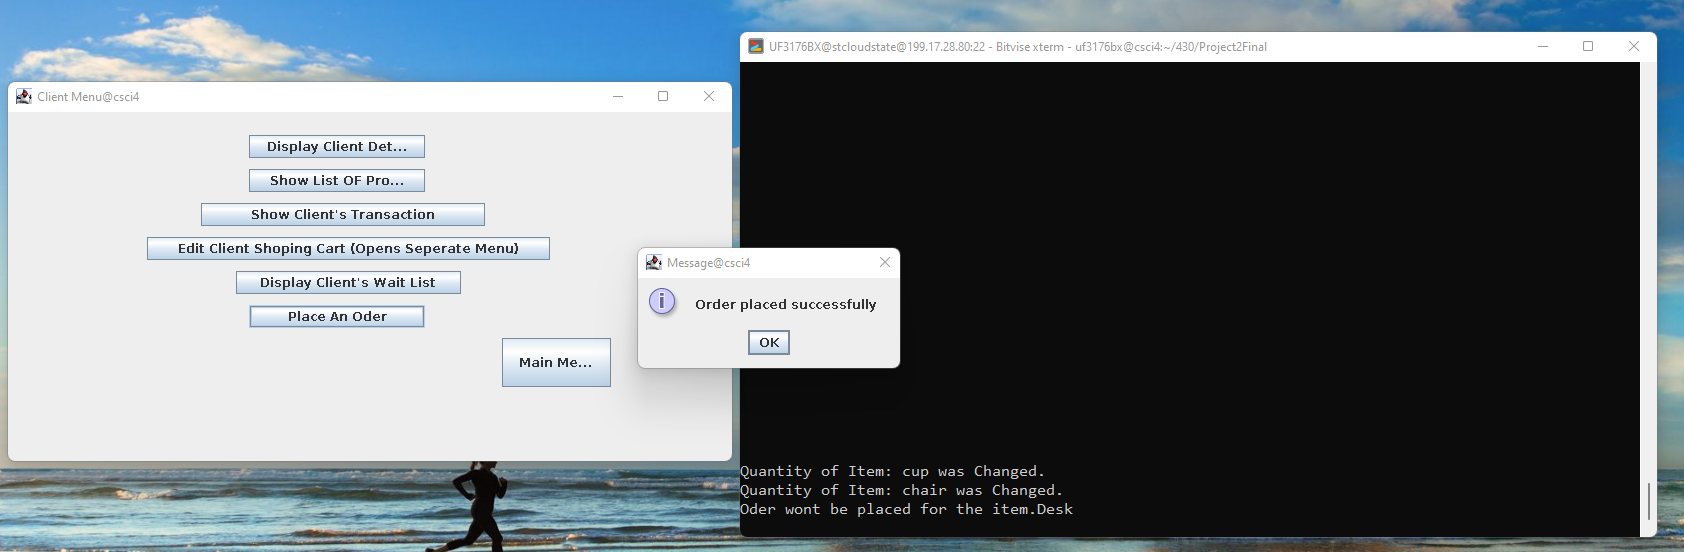 UF3176BX@stcloudstate@199.17.28.80:22 - Bitvise xterm - uf3176bx@csci4:~/430/Project2Final
Client Menu@csci4
Display Client Det...
Show List OF Pro...
Show Client's Transaction
Edit Client Shoping Cart (Opens Seperate Menu)
Display Client's Wait List
Place An Oder
Main Me...
Message@csci4
Order placed successfully
OK
Quantity of Item: cup was Changed.
Quantity of Item: chair was Changed.
Oder wont be placed for the item.Desk